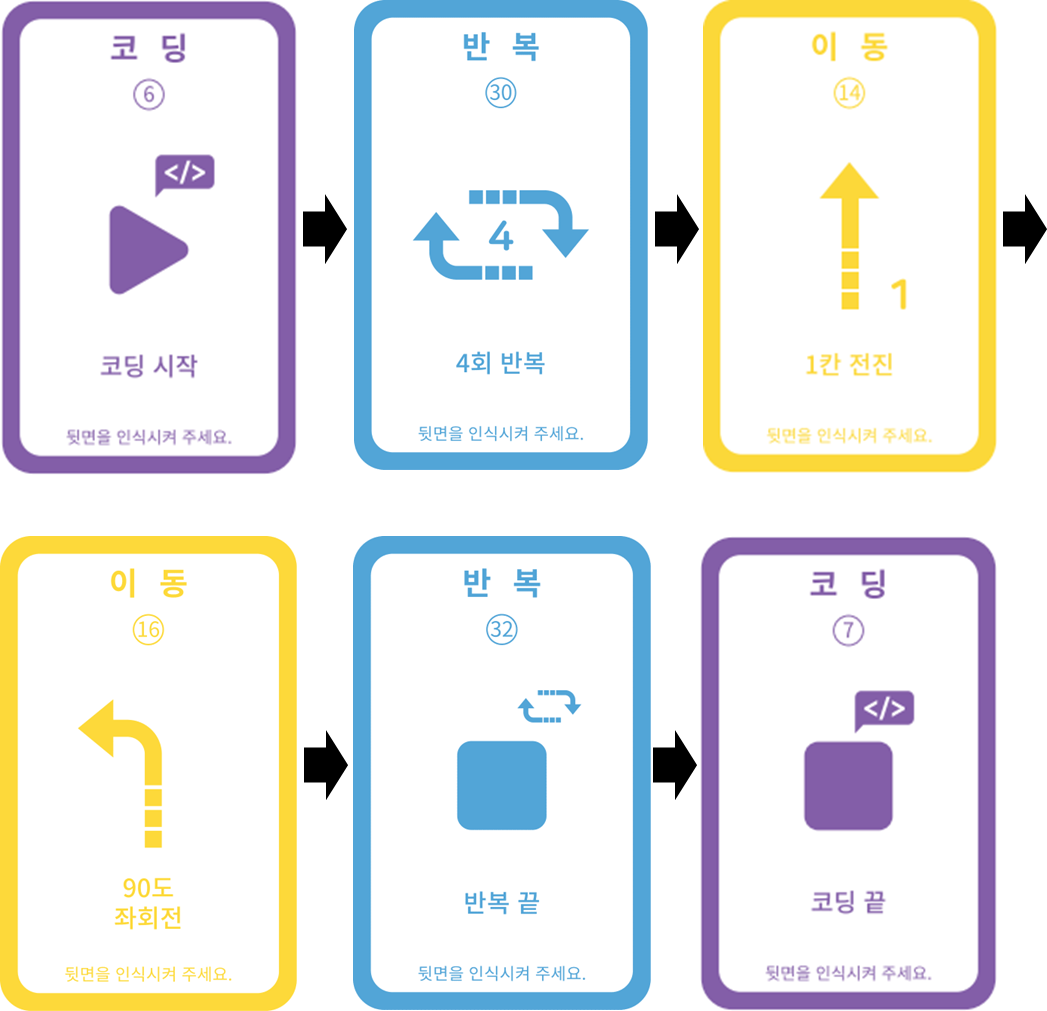 코 딩
⑥
</>
코딩 시작
뒷면을 인식시켜 주세요.
반 복
㉚
4
4회 반복
뒷면을 인식시켜 주세요.
이 동
⑭
1
1칸 전진
뒷면을 인식시켜 주세요.
이 동
⑯
90도
좌회전
뒷면을 인식시켜 주세요.
반 복
㉜
반복 끝
뒷면을 인식시켜 주세요.
코 딩
⑦
</>
코딩 끝
뒷면을 인식시켜 주세요.